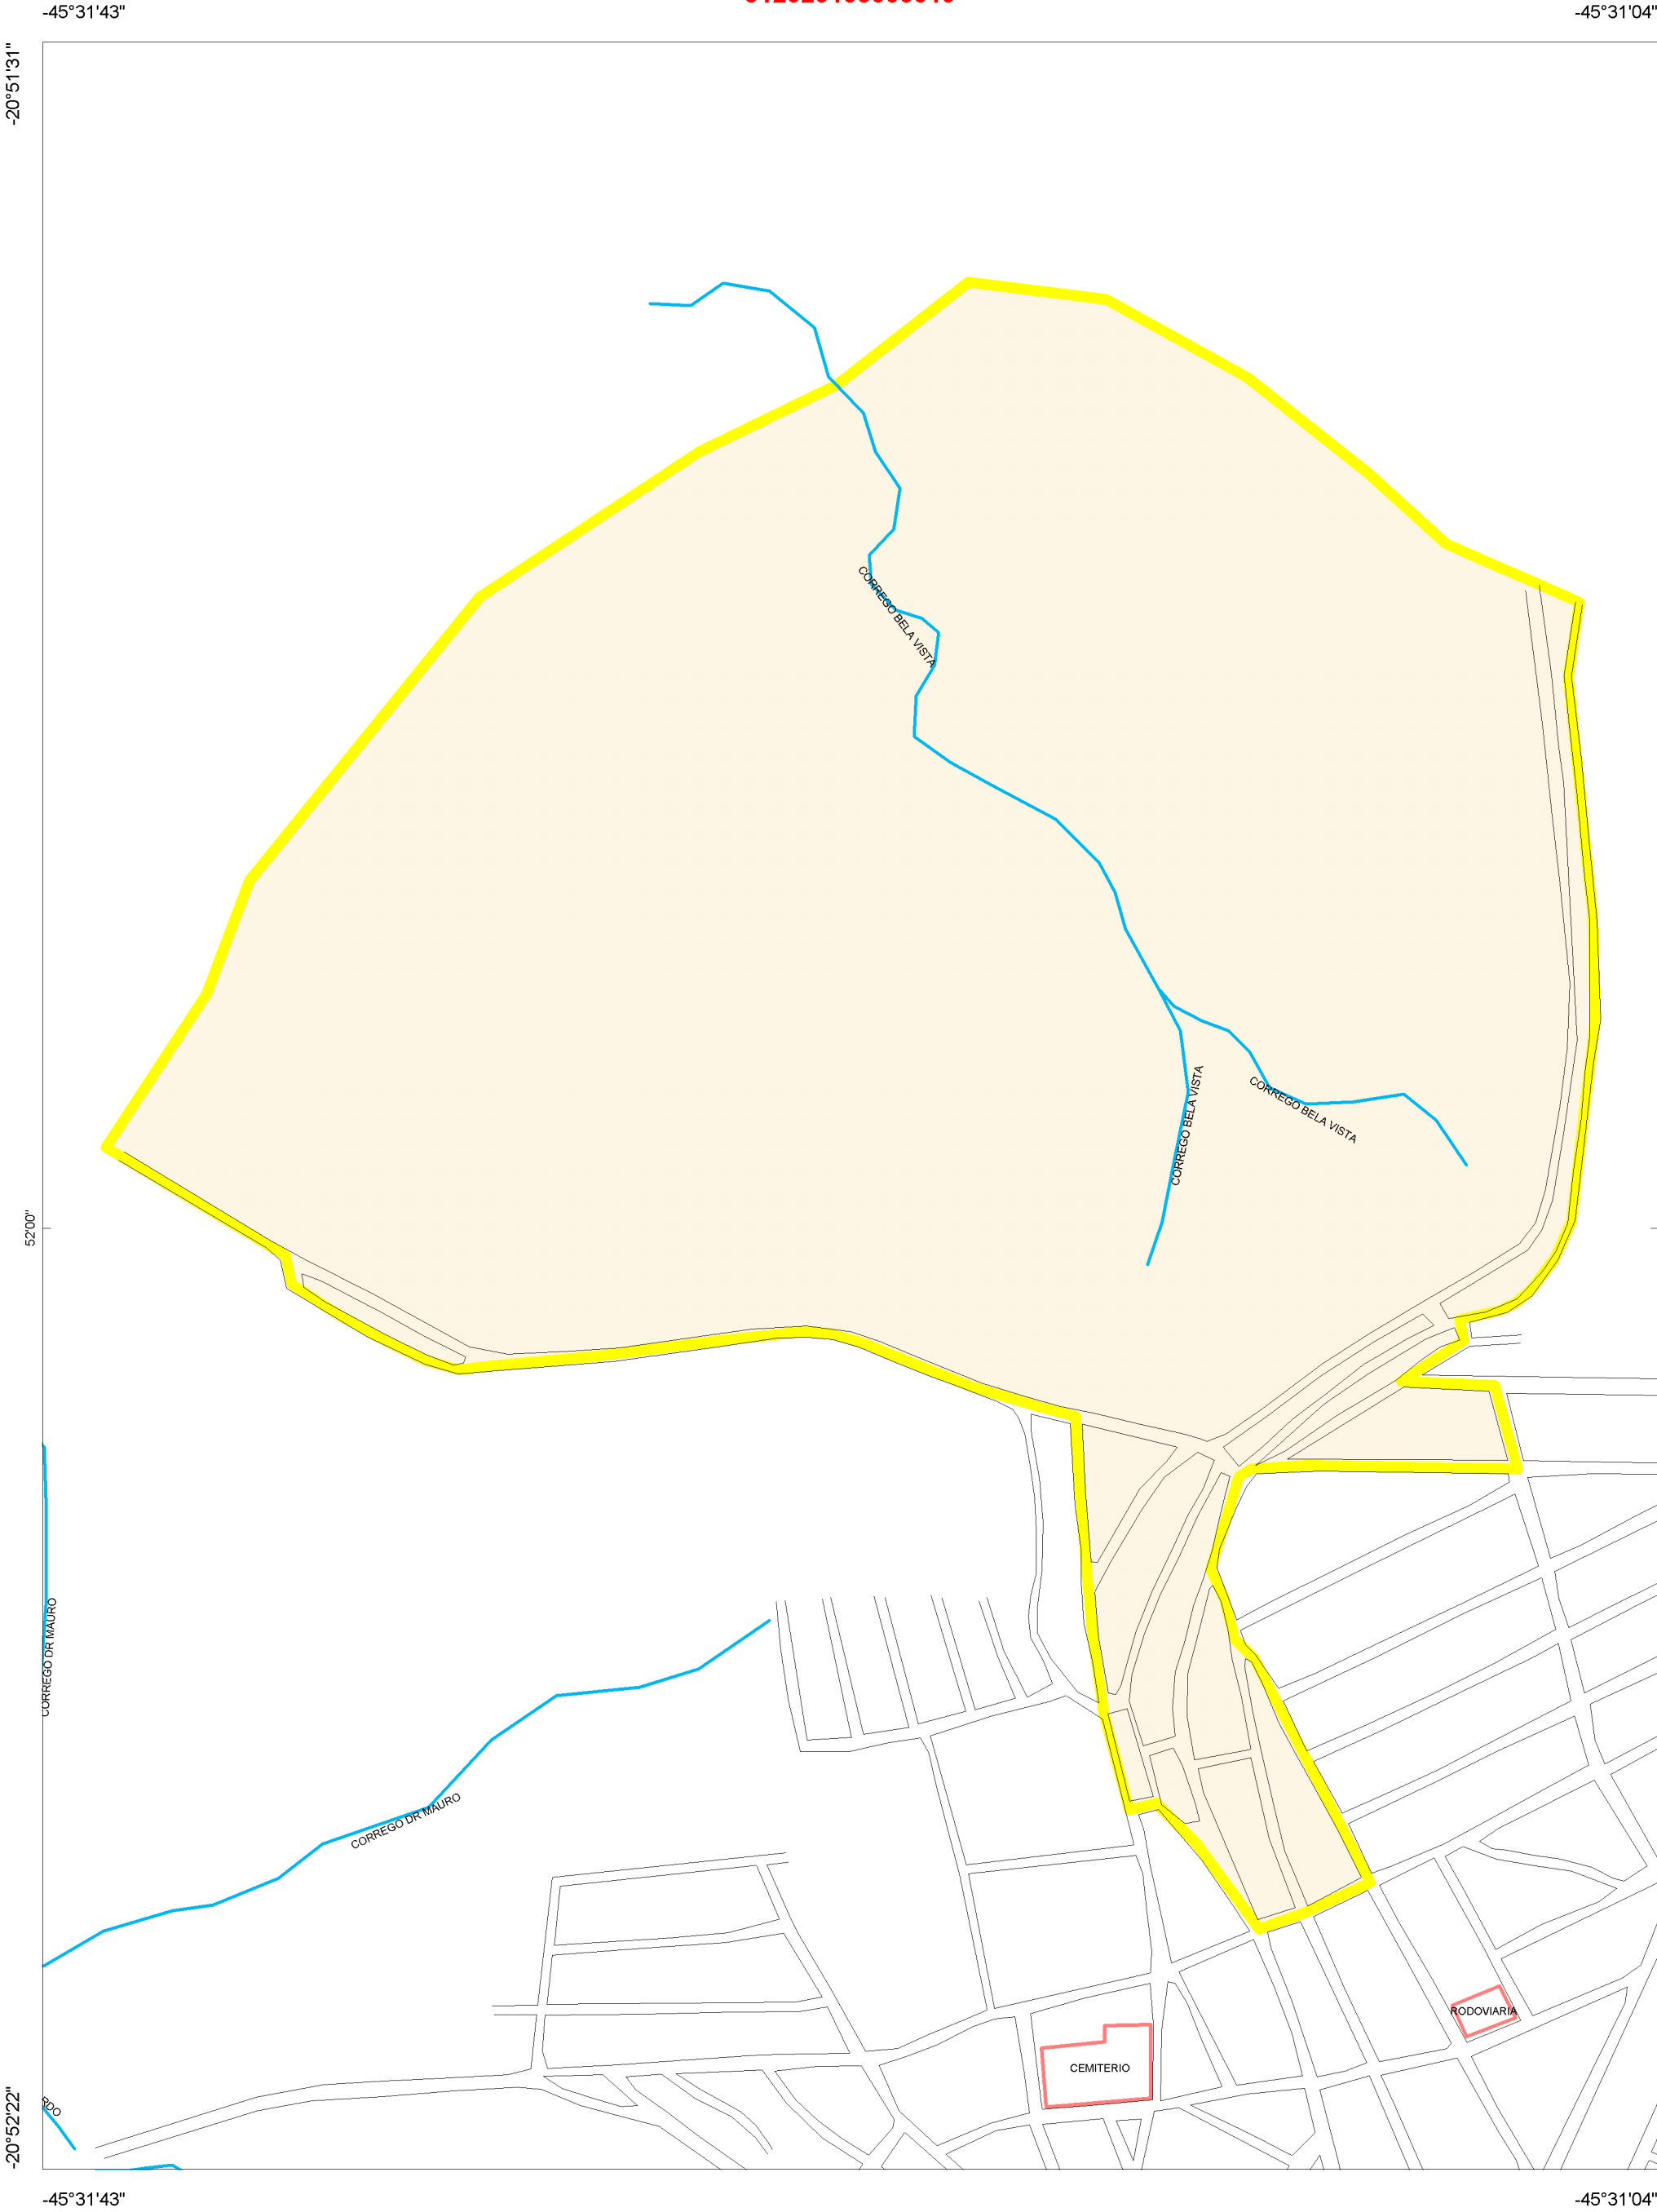 -45°31'43"
-45°31'04"
-20°51'31"
CORREGO BELA VISTA
CORREGO BELA VISTA
CORREGO BELA VISTA
52'00"
CORREGO DR MAURO
CORREGO DR MAURO
RODOVIARIA
CEMITERIO
RDO
-20°52'22"
-45°31'43"
-45°31'04"